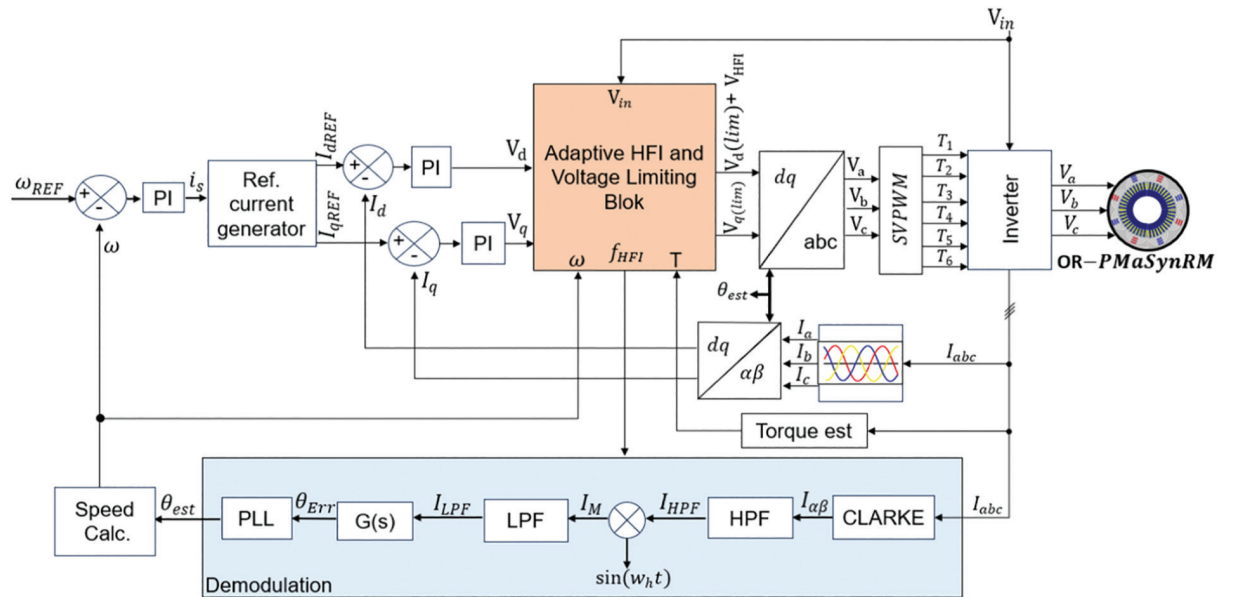 V_in
ω_REF
+
-
ω
PI
i_s
Ref.
current
generator
I_dREF
I_qREF
+
-
I_d
PI
V_d
+
-
I_q
PI
V_q
V_in
Adaptive HFI and
Voltage Limiting
Blok
ω
f_HFI
T
V_d(lim)+ V_HFI
V_q(lim)
dq
abc
V_a
V_b
V_c
SVPWM
T_1
T_2
T_3
T_4
T_5
T_6
Inverter
V_a
V_b
V_c
OR-PMaSynRM
θ_est
dq
αβ
I_a
I_b
I_c
I_abc
Torque est
Speed
Calc.
θ_est
PLL
θ_Err
G(s)
I_LPF
LPF
I_M
sin(w_h t)
I_HPF
HPF
I_αβ
CLARKE
I_abc
Demodulation